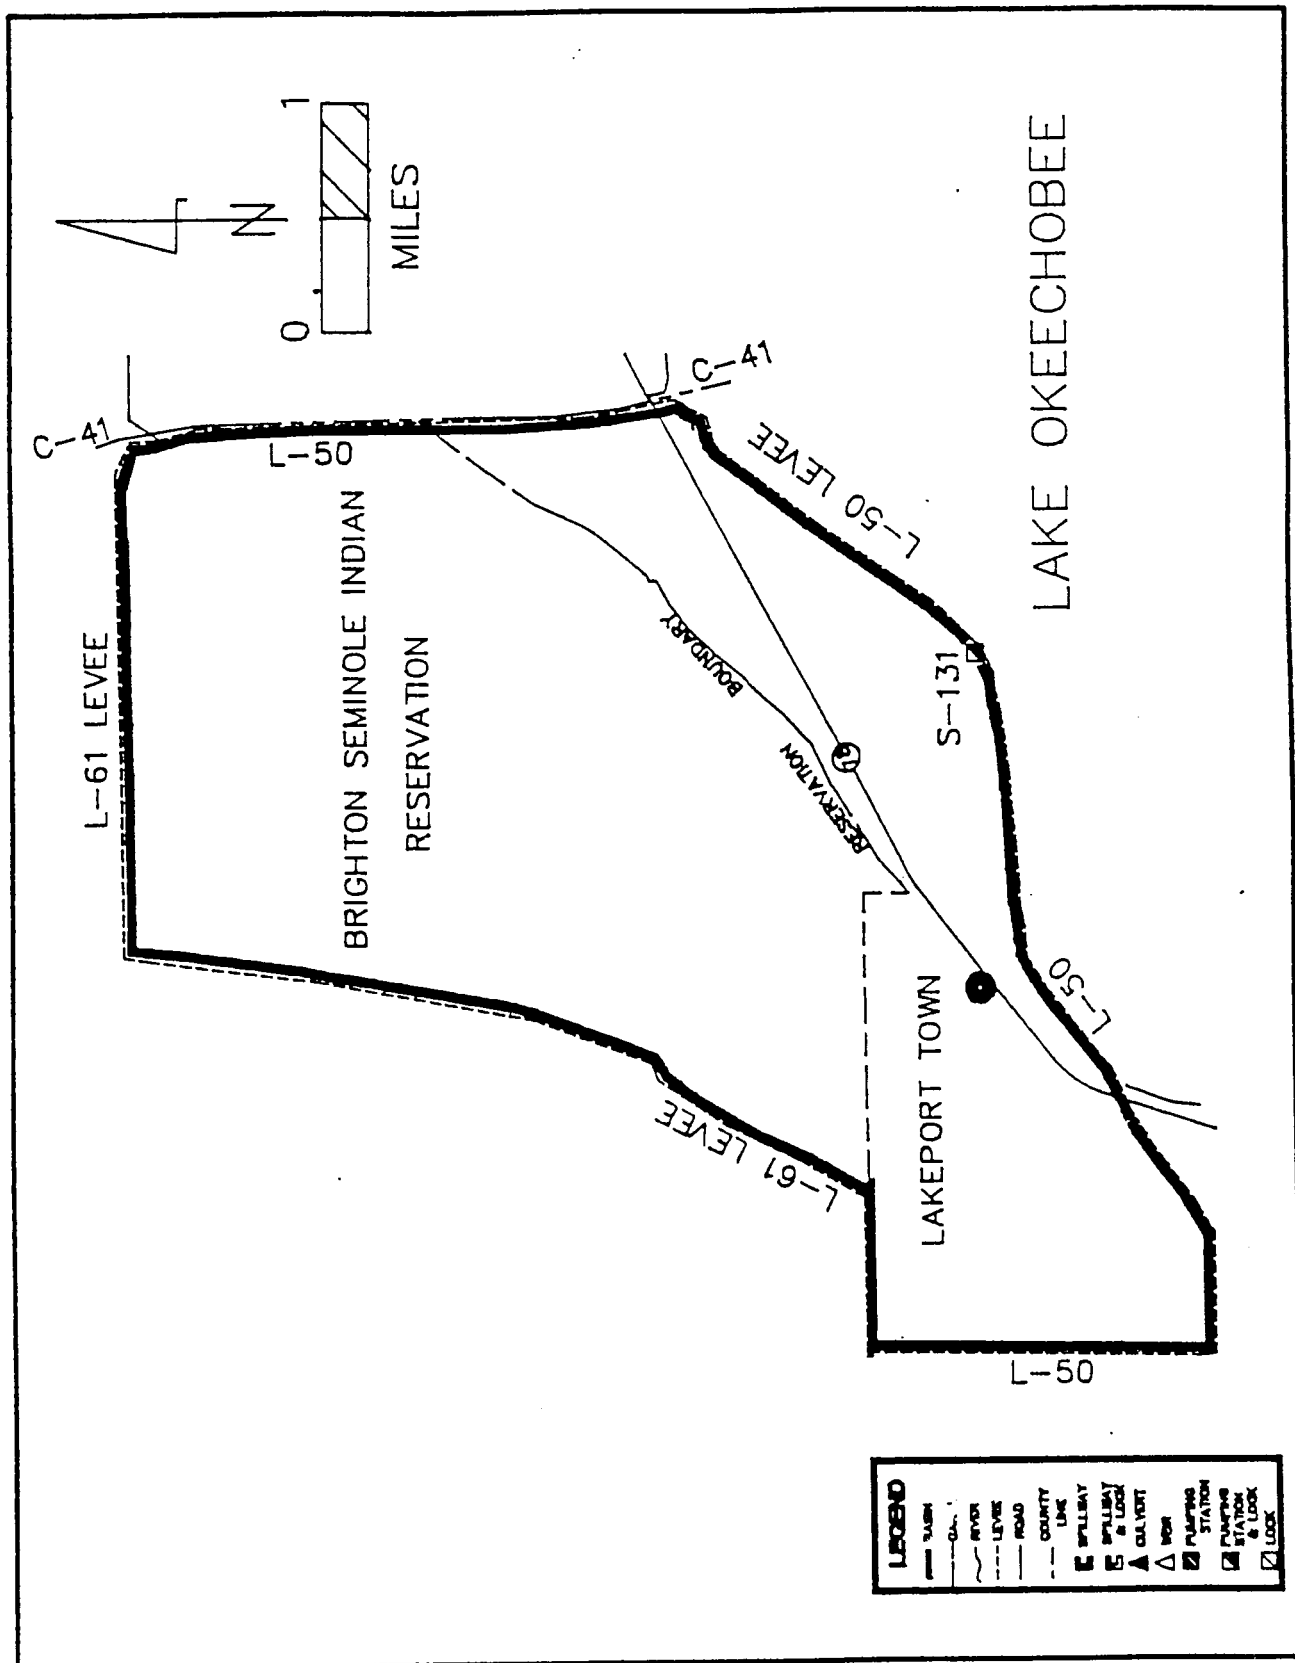 0 1
MILES
N
C-41
L-61 LEVEE
L-50
BRIGHTON SEMINOLE INDIAN
RESERVATION
C-41
L-50 LEVEE
LAKE OKEECHOBEE
BOUNDARY
RESERVATION
S-131
L-61 LEVEE
LAKEPORT TOWN
L-50
L-50
LEGEND
BASIN
RIVER
LEVEE
ROAD
COUNTY
LINE
SPILLWAY
SPILLWAY
& LOCK
CULVERT
WEIR
PUMPING
STATION
PUMPING
STATION
& LOCK
LOCK